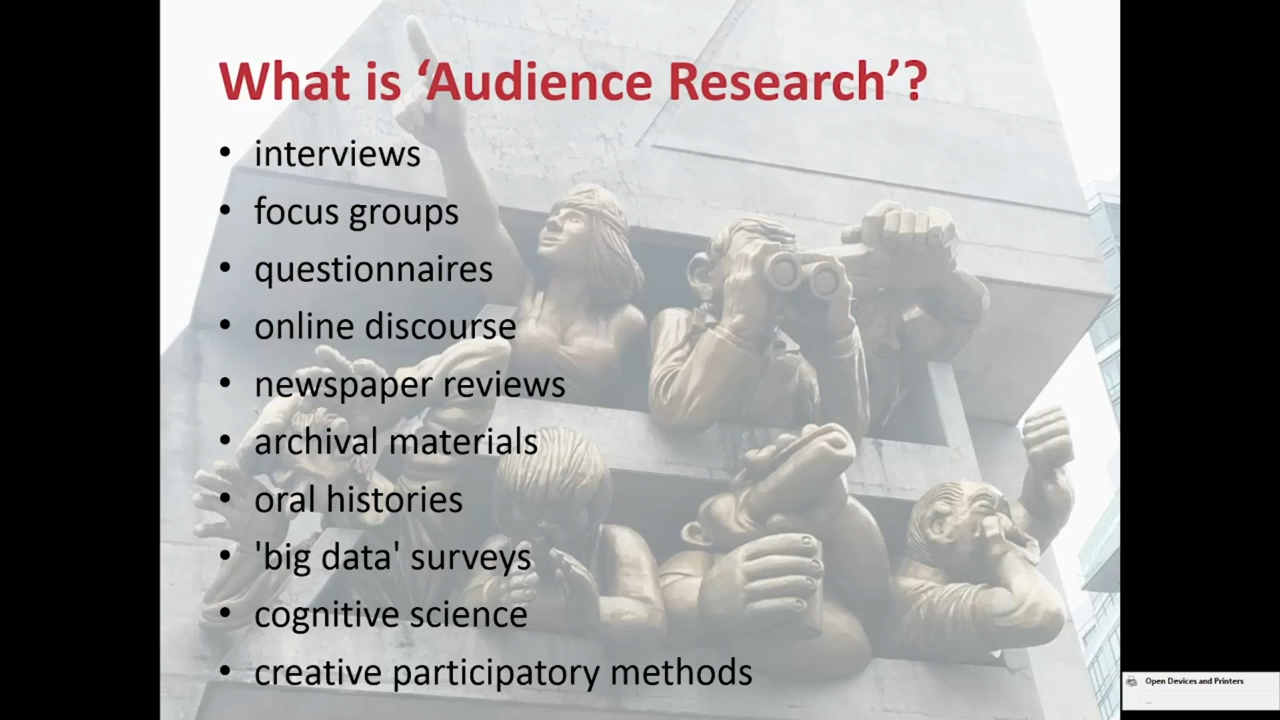 What is ‘Audience Research’?
• interviews
• focus groups
• questionnaires
• online discourse
• newspaper reviews
• archival materials
• oral histories
• 'big data' surveys
• cognitive science
• creative participatory methods
Open Devices and Printers
...